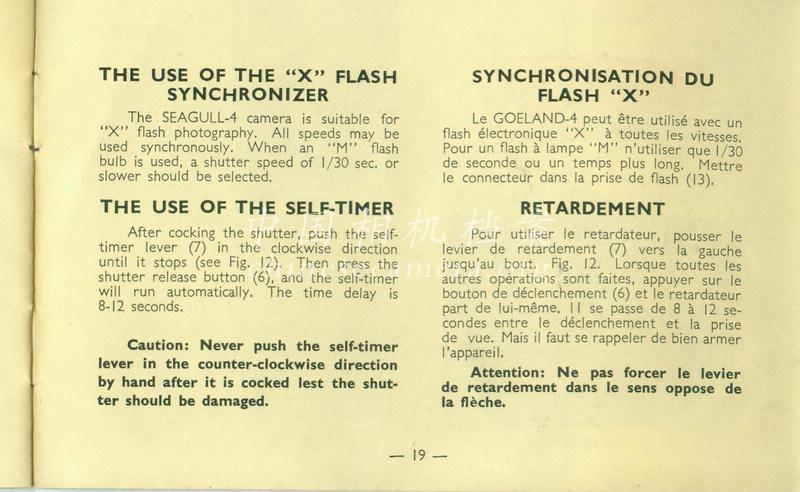 THE USE OF THE “X” FLASH
SYNCHRONIZER
The SEAGULL-4 camera is suitable for
“X” flash photography. All speeds may be
used synchronously. When an “M” flash
bulb is used, a shutter speed of 1/30 sec. or
slower should be selected.
THE USE OF THE SELF-TIMER
After cocking the shutter, push the self-
timer lever (7) in the clockwise direction
until it stops (see Fig. 12). Then press the
shutter release button (6), and the self-timer
will run automatically. The time delay is
8-12 seconds.
Caution: Never push the self-timer
lever in the counter-clockwise direction
by hand after it is cocked lest the shut-
ter should be damaged.
SYNCHRONISATION DU
FLASH “X”
Le GOELAND-4 peut être utilisé avec un
flash électronique “X” à toutes les vitesses.
Pour un flash à lampe “M” n'utiliser que 1/30
de seconde ou un temps plus long. Mettre
le connecteur dans la prise de flash (13).
RETARDEMENT
Pour utiliser le retardateur, pousser le
levier de retardement (7) vers la gauche
jusqu'au bout. Fig. 12. Lorsque toutes les
autres opérations sont faites, appuyer sur le
bouton de déclenchement (6) et le retardateur
part de lui-même. Il se passe de 8 à 12 se-
condes entre le déclenchement et la prise
de vue. Mais il faut se rappeler de bien armer
l'appareil.
Attention: Ne pas forcer le levier
de retardement dans le sens oppose de
la flèche.
— 19 —
中国相机档案